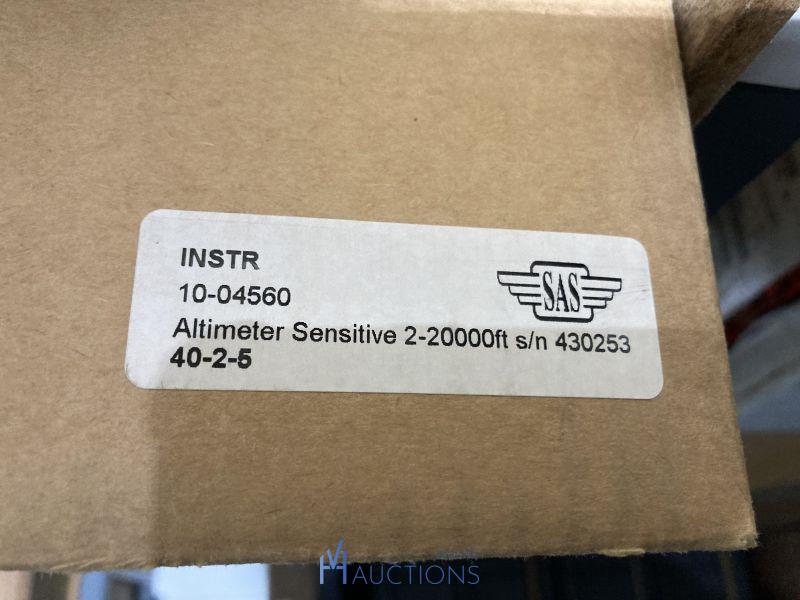 INSTR
SAS
10-04560
Altimeter Sensitive 2-20000ft s/n 430253
40-2-5
AUCTIONS